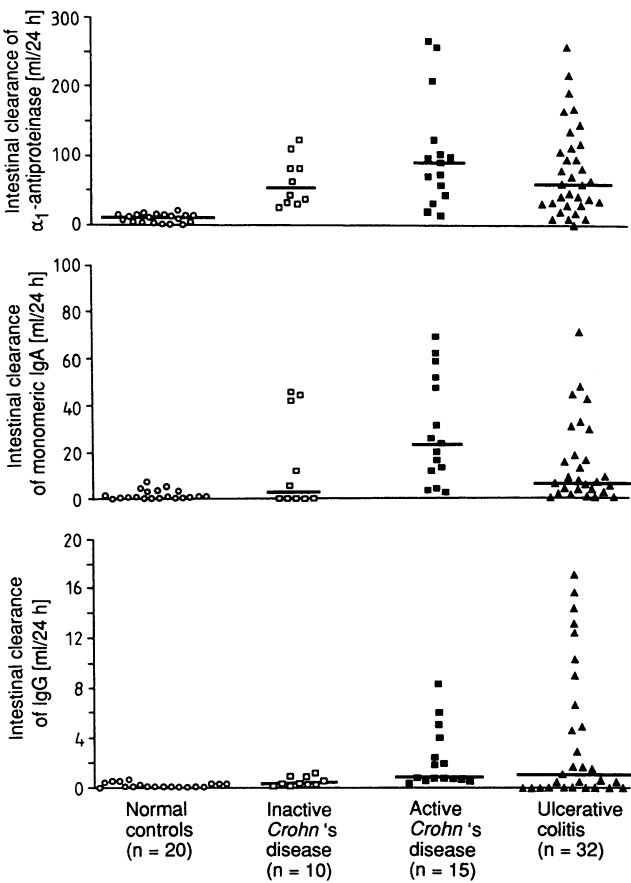 Intestinal clearance of
α1-antiproteinase [ml/24 h]
300
200
100
0
Intestinal clearance
of monomeric IgA [ml/24 h]
100
80
60
40
20
0
Intestinal clearance
of IgG [ml/24 h]
20
16
12
8
4
0
Normal
controls
(n = 20)
Inactive
Crohn's
disease
(n = 10)
Active
Crohn's
disease
(n = 15)
Ulcerative
colitis
(n = 32)